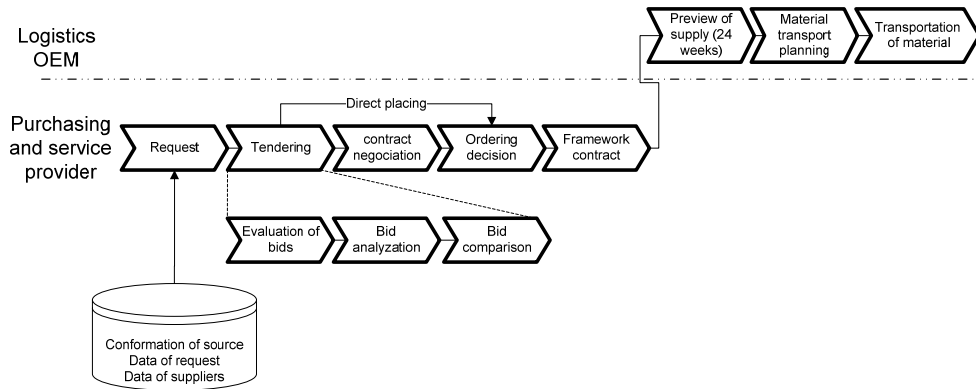 Logistics
OEM
Preview of
supply (24
weeks)
Material
transport
planning
Transportation
of material
Purchasing
and service
provider
Direct placing
Request
Tendering
contract
negociation
Ordering
decision
Framework
contract
Evaluation of
bids
Bid
analyzation
Bid
comparison
Conformation of source
Data of request
Data of suppliers